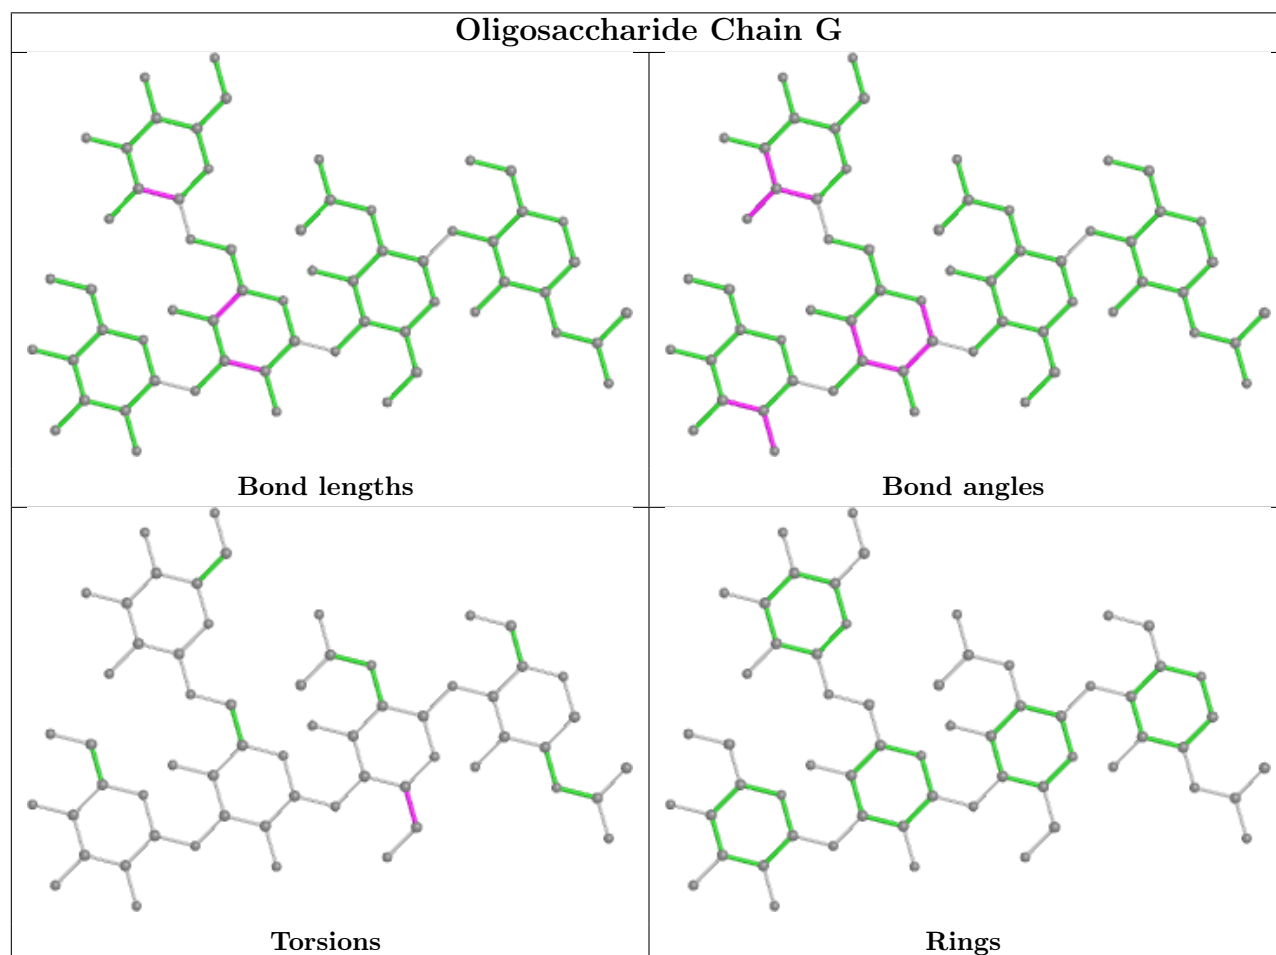 Oligosaccharide Chain G
Bond lengths
Bond angles
Torsions
Rings